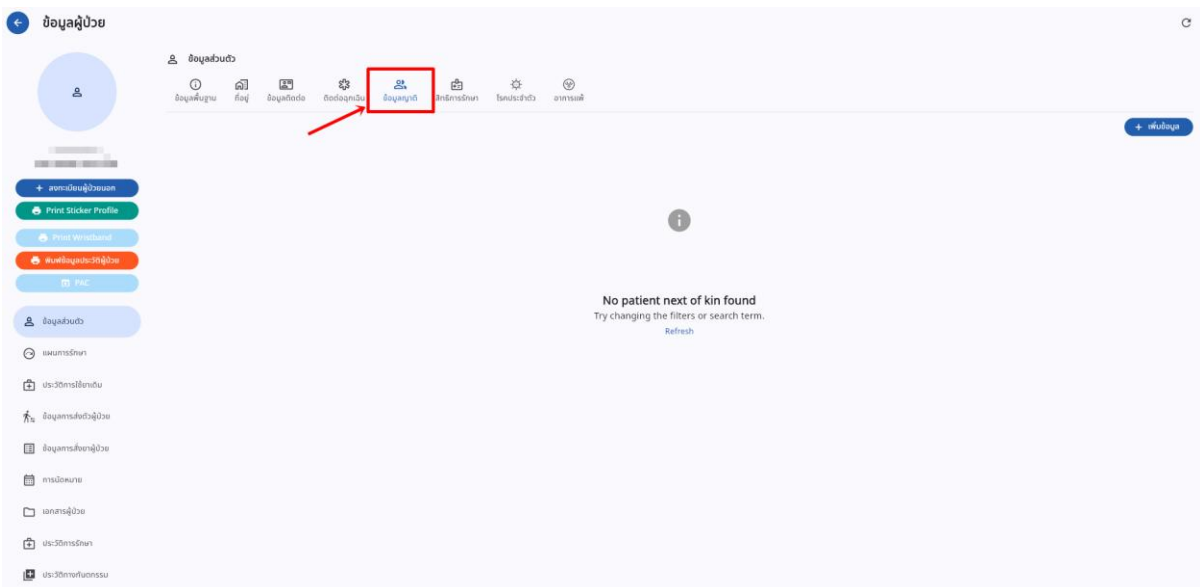 ข้อมูลผู้ป่วย
ข้อมูลส่วนตัว
ข้อมูลพื้นฐาน ที่อยู่ ข้อมูลติดต่อ ติดต่อฉุกเฉิน ข้อมูลญาติ สิทธิการรักษา โรคประจำตัว อาการแพ้
+ เพิ่มข้อมูล
+ ลงทะเบียนผู้ป่วยนอก
Print Sticker Profile
Print Wristband
พิมพ์ข้อมูลประวัติผู้ป่วย
PAC
No patient next of kin found
Try changing the filters or search term.
Refresh
ข้อมูลส่วนตัว
แผนการรักษา
ประวัติการใช้ยาเดิม
ข้อมูลการส่งตัวผู้ป่วย
ข้อมูลการสั่งยาผู้ป่วย
การนัดหมาย
เอกสารผู้ป่วย
ประวัติการรักษา
ประวัติทางทันตกรรม